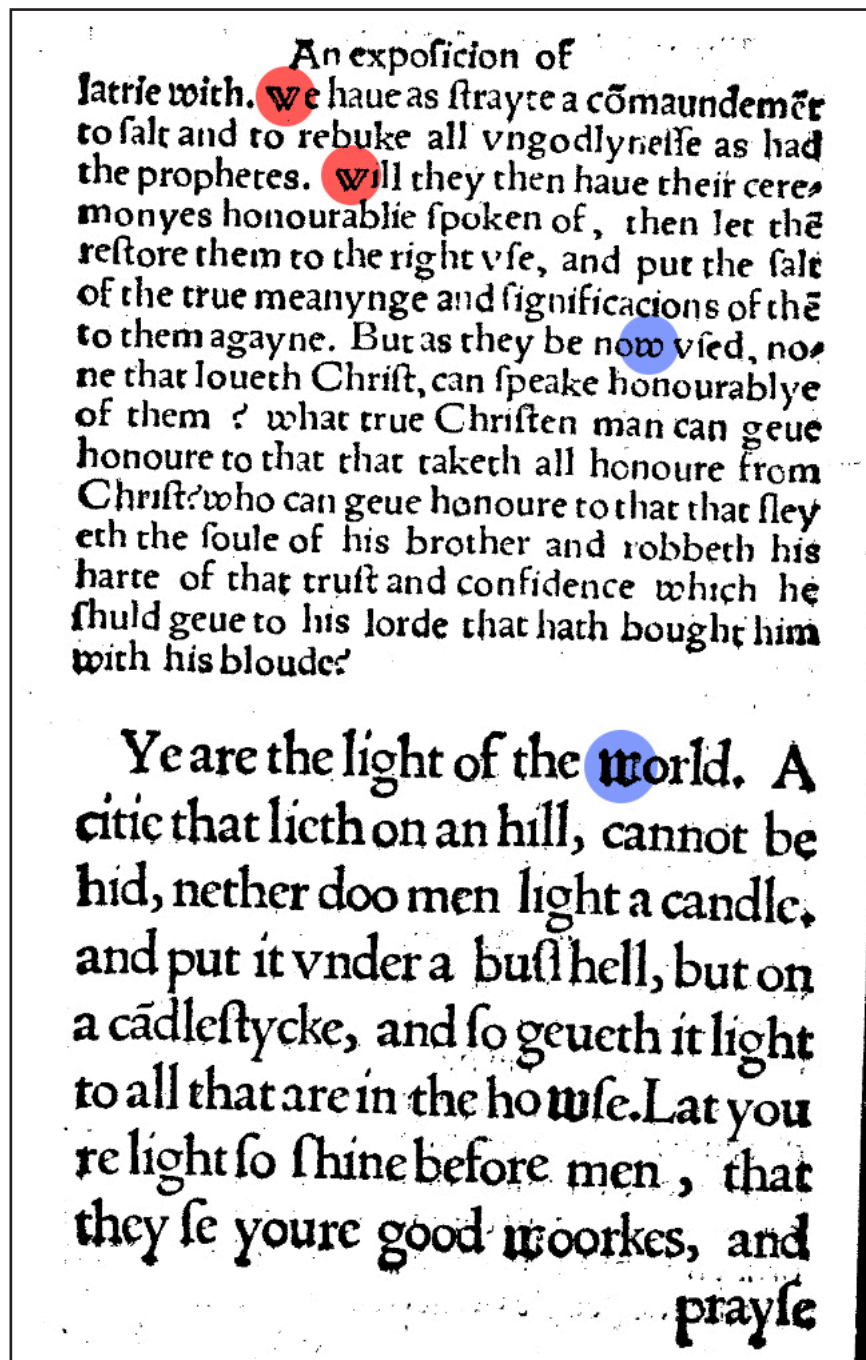 An expoſicion of
latrie with. We haue as ſtrayte a cõmaundemẽt
to ſalt and to rebuke all vngodlyneſſe as had
the prophetes. Will they then haue their cere⸗
monyes honourablie ſpoken of, then let thẽ
reſtore them to the right vſe, and put the ſalt
of the true meanynge and ſignificacions of thẽ
to them agayne. But as they be now vſed, no⸗
ne that loueth Chriſt, can ſpeake honourablye
of them ? what true Chriſten man can geue
honoure to that that taketh all honoure from
Chriſt? who can geue honoure to that that ſley
eth the ſoule of his brother and robbeth his
harte of that truſt and confidence which he
ſhuld geue to his lorde that hath bought him
with his bloude?
Ye are the light of the world. A
citie that lieth on an hill, cannot be
hid, nether doo men light a candle,
and put it vnder a buſhell, but on
a cãdleſtycke, and ſo geueth it light
to all that are in the howſe. Lat you
re light ſo ſhine before men , that
they ſe youre good woorkes, and
prayſe